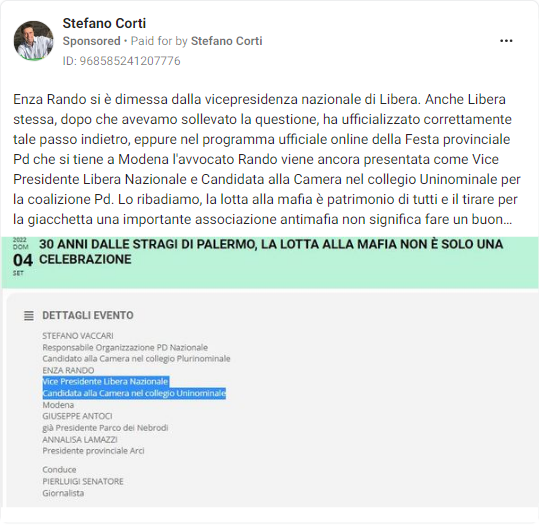 Stefano Corti
Sponsored • Paid for by Stefano Corti
ID: 968585241207776
Enza Rando si è dimessa dalla vicepresidenza nazionale di Libera. Anche Libera
stessa, dopo che avevamo sollevato la questione, ha ufficializzato correttamente
tale passo indietro, eppure nel programma ufficiale online della Festa provinciale
Pd che si tiene a Modena l'avvocato Rando viene ancora presentata come Vice
Presidente Libera Nazionale e Candidata alla Camera nel collegio Uninominale per
la coalizione Pd. Lo ribadiamo, la lotta alla mafia è patrimonio di tutti e il tirare per
la giacchetta una importante associazione antimafia non significa fare un buon...
2022
DOM
04
SET
30 ANNI DALLE STRAGI DI PALERMO, LA LOTTA ALLA MAFIA NON È SOLO UNA
CELEBRAZIONE
DETTAGLI EVENTO
STEFANO VACCARI
Responsabile Organizzazione PD Nazionale
Candidato alla Camera nel collegio Plurinominale
ENZA RANDO
Vice Presidente Libera Nazionale
Candidata alla Camera nel collegio Uninominale
Modena
GIUSEPPE ANTOCI
già Presidente Parco dei Nebrodi
ANNALISA LAMAZZI
Presidente provinciale Arci
Conduce
PIERLUIGI SENATORE
Giornalista